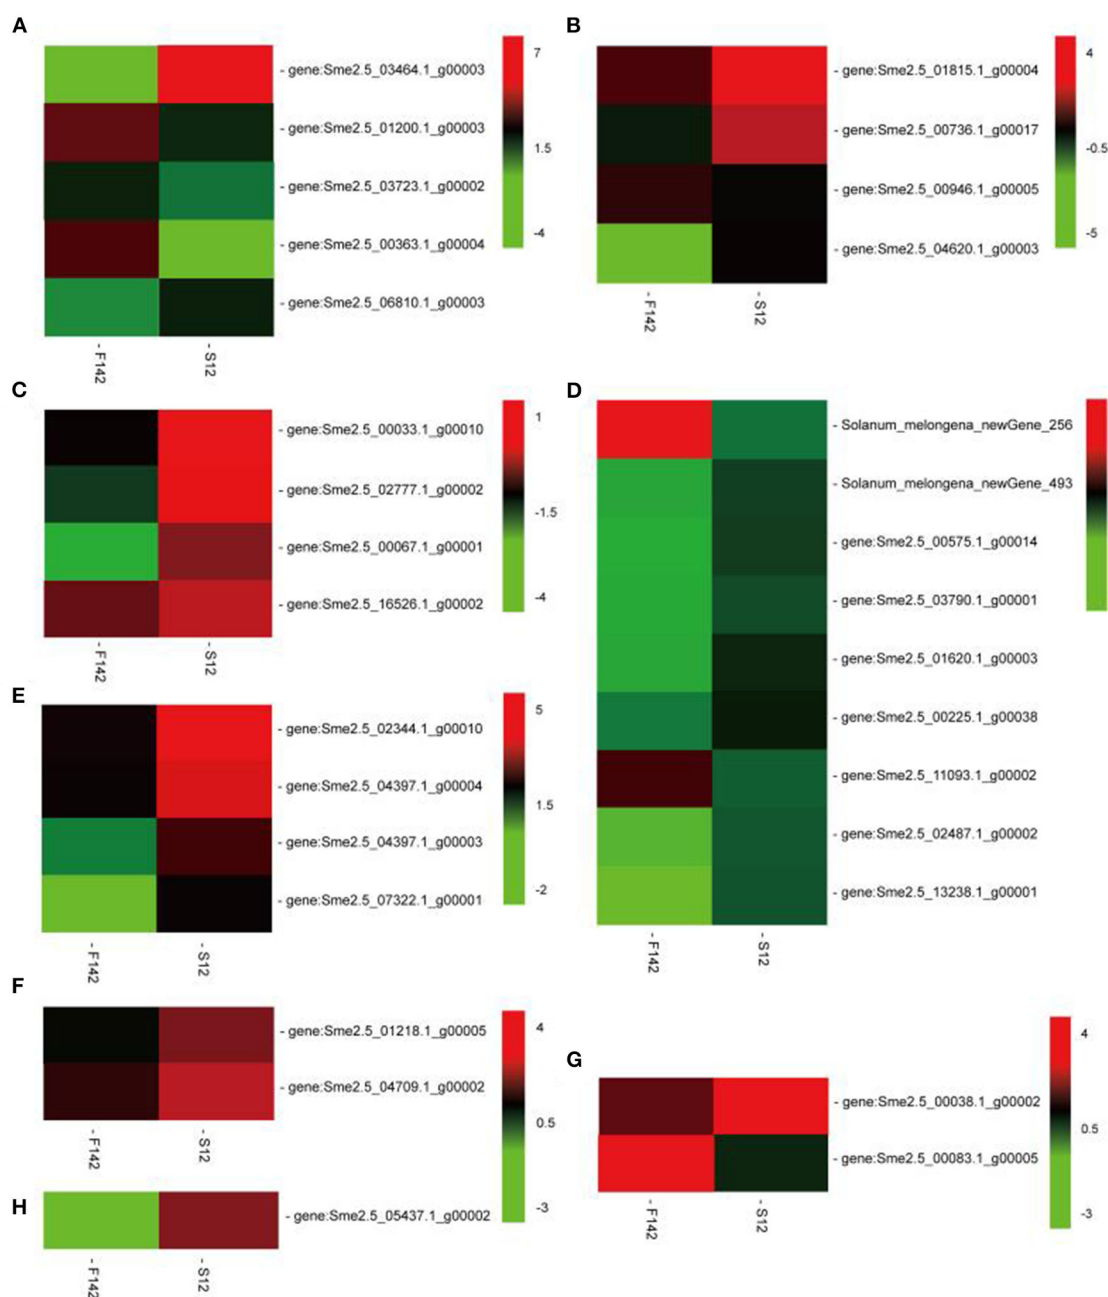 A
- gene:Sme2.5_03464.1_g00003
- gene:Sme2.5_01200.1_g00003
- gene:Sme2.5_03723.1_g00002
- gene:Sme2.5_00363.1_g00004
- gene:Sme2.5_06810.1_g00003
- F142
- S12
7
1.5
-4
B
- gene:Sme2.5_01815.1_g00004
- gene:Sme2.5_00736.1_g00017
- gene:Sme2.5_00946.1_g00005
- gene:Sme2.5_04620.1_g00003
- F142
- S12
4
-0.5
-5
C
- gene:Sme2.5_00033.1_g00010
- gene:Sme2.5_02777.1_g00002
- gene:Sme2.5_00067.1_g00001
- gene:Sme2.5_16526.1_g00002
- F142
- S12
1
-1.5
-4
D
- Solanum_melongena_newGene_256
- Solanum_melongena_newGene_493
- gene:Sme2.5_00575.1_g00014
- gene:Sme2.5_03790.1_g00001
- gene:Sme2.5_01620.1_g00003
- gene:Sme2.5_00225.1_g00038
- gene:Sme2.5_11093.1_g00002
- gene:Sme2.5_02487.1_g00002
- gene:Sme2.5_13238.1_g00001
- F142
- S12
E
- gene:Sme2.5_02344.1_g00010
- gene:Sme2.5_04397.1_g00004
- gene:Sme2.5_04397.1_g00003
- gene:Sme2.5_07322.1_g00001
- F142
- S12
5
1.5
-2
F
- gene:Sme2.5_01218.1_g00005
- gene:Sme2.5_04709.1_g00002
- F142
- S12
4
0.5
-3
G
- gene:Sme2.5_00038.1_g00002
- gene:Sme2.5_00083.1_g00005
- F142
- S12
4
0.5
-3
H
- gene:Sme2.5_05437.1_g00002
- F142
- S12